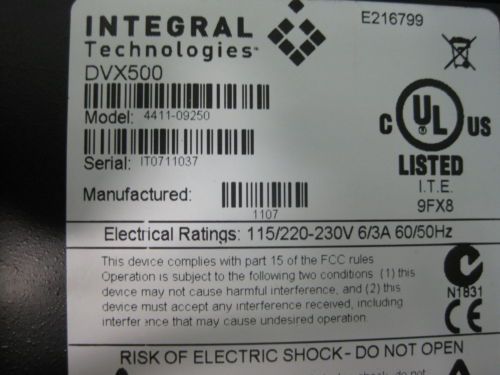 INTEGRAL
Technologies™
E216799
DVX500
Model: 4411-09250
Serial: IT0711037
C UL US
LISTED
I.T.E.
9FX8
Manufactured:
1107
Electrical Ratings: 115/220-230V 6/3A 60/50Hz
This device complies with part 15 of the FCC rules
Operation is subject to the following two conditions (1) this
device may not cause harmful interference, and (2) this
device must accept any interference received, including
interference that may cause undesired operation.
N1831
CE
RISK OF ELECTRIC SHOCK - DO NOT OPEN